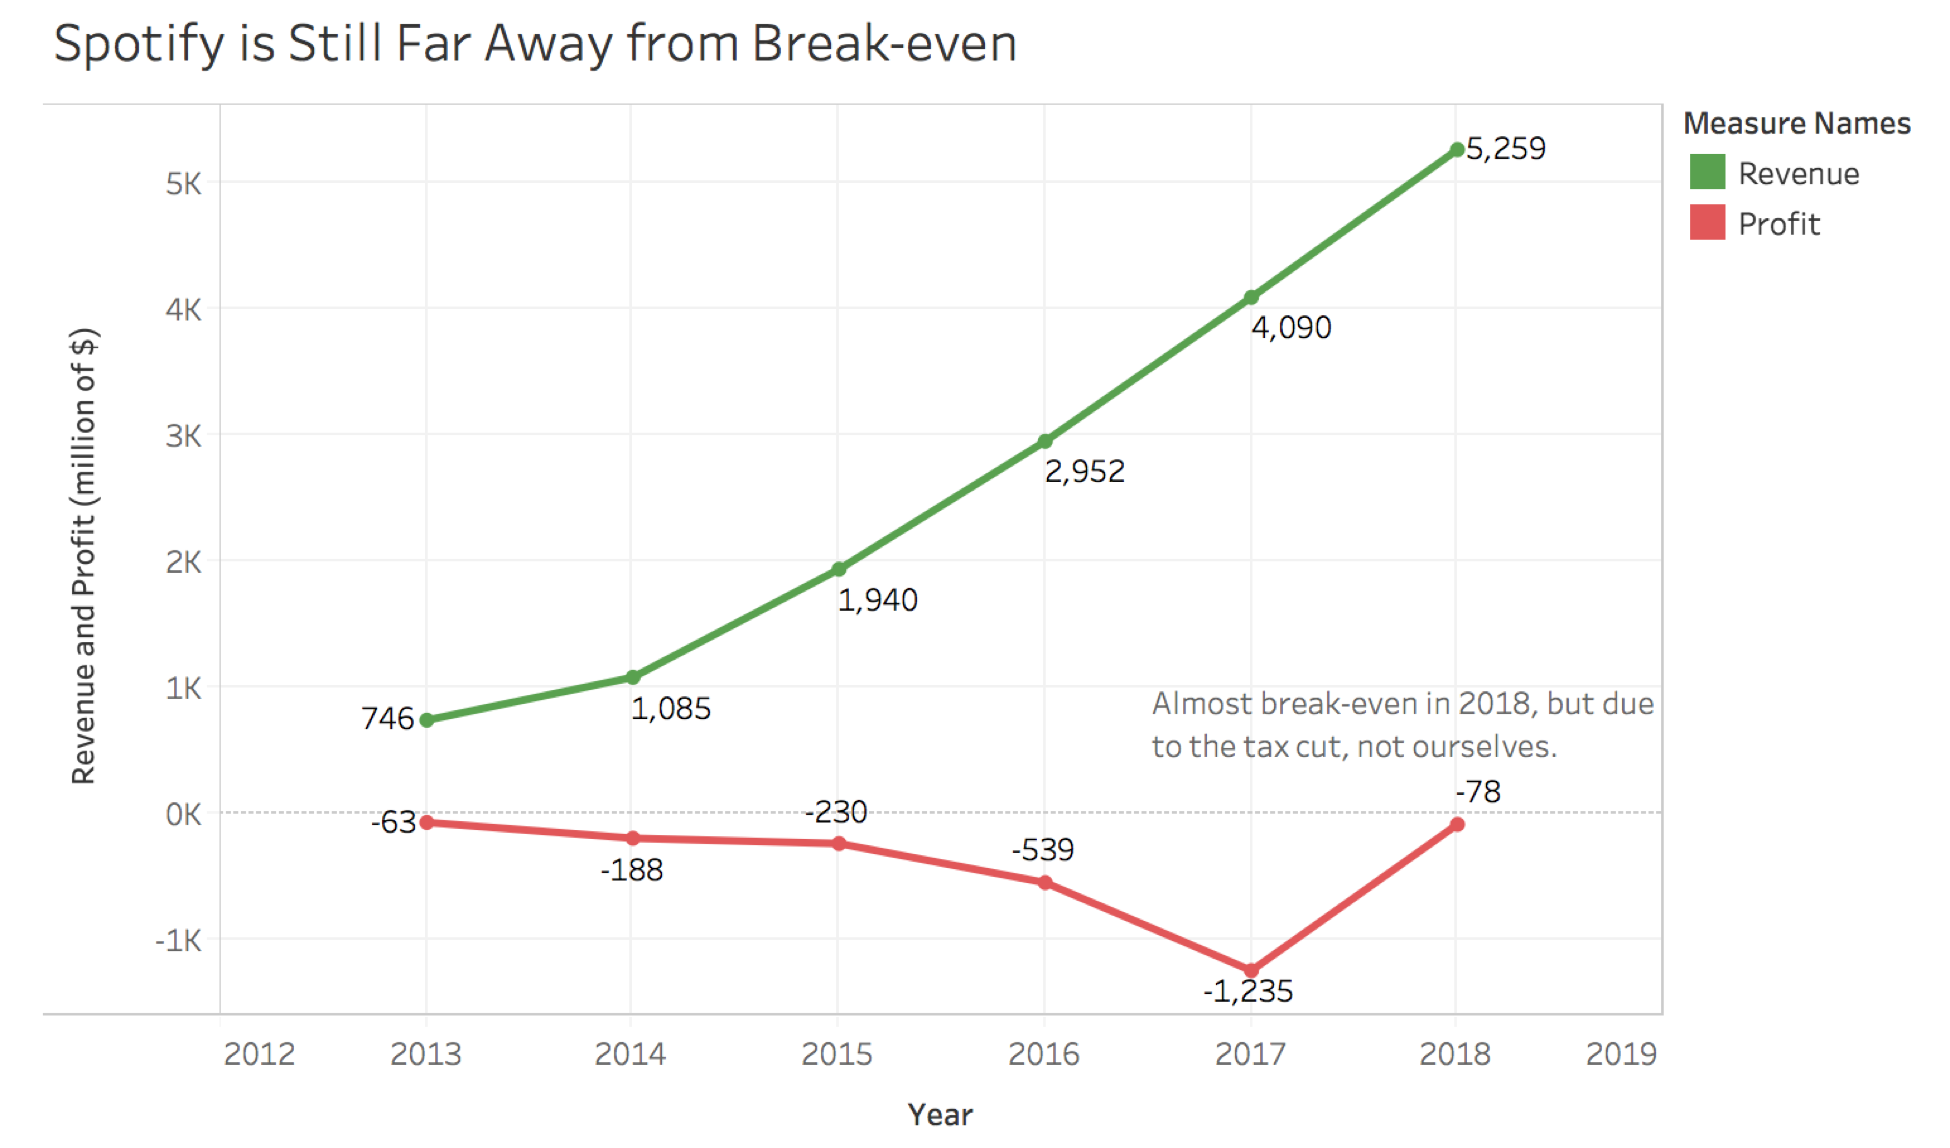 Spotify is Still Far Away from Break-even
Measure Names
Revenue
Profit
Revenue and Profit (million of $)
5K
4K
3K
2K
1K
0K
-1K
5,259
4,090
2,952
1,940
1,085
746
Almost break-even in 2018, but due
to the tax cut, not ourselves.
-63
-188
-230
-539
-1,235
-78
2012 2013 2014 2015 2016 2017 2018 2019
Year